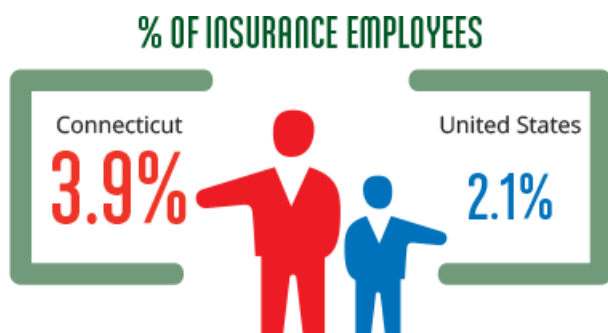 % OF INSURANCE EMPLOYEES
Connecticut
3.9%
United States
2.1%